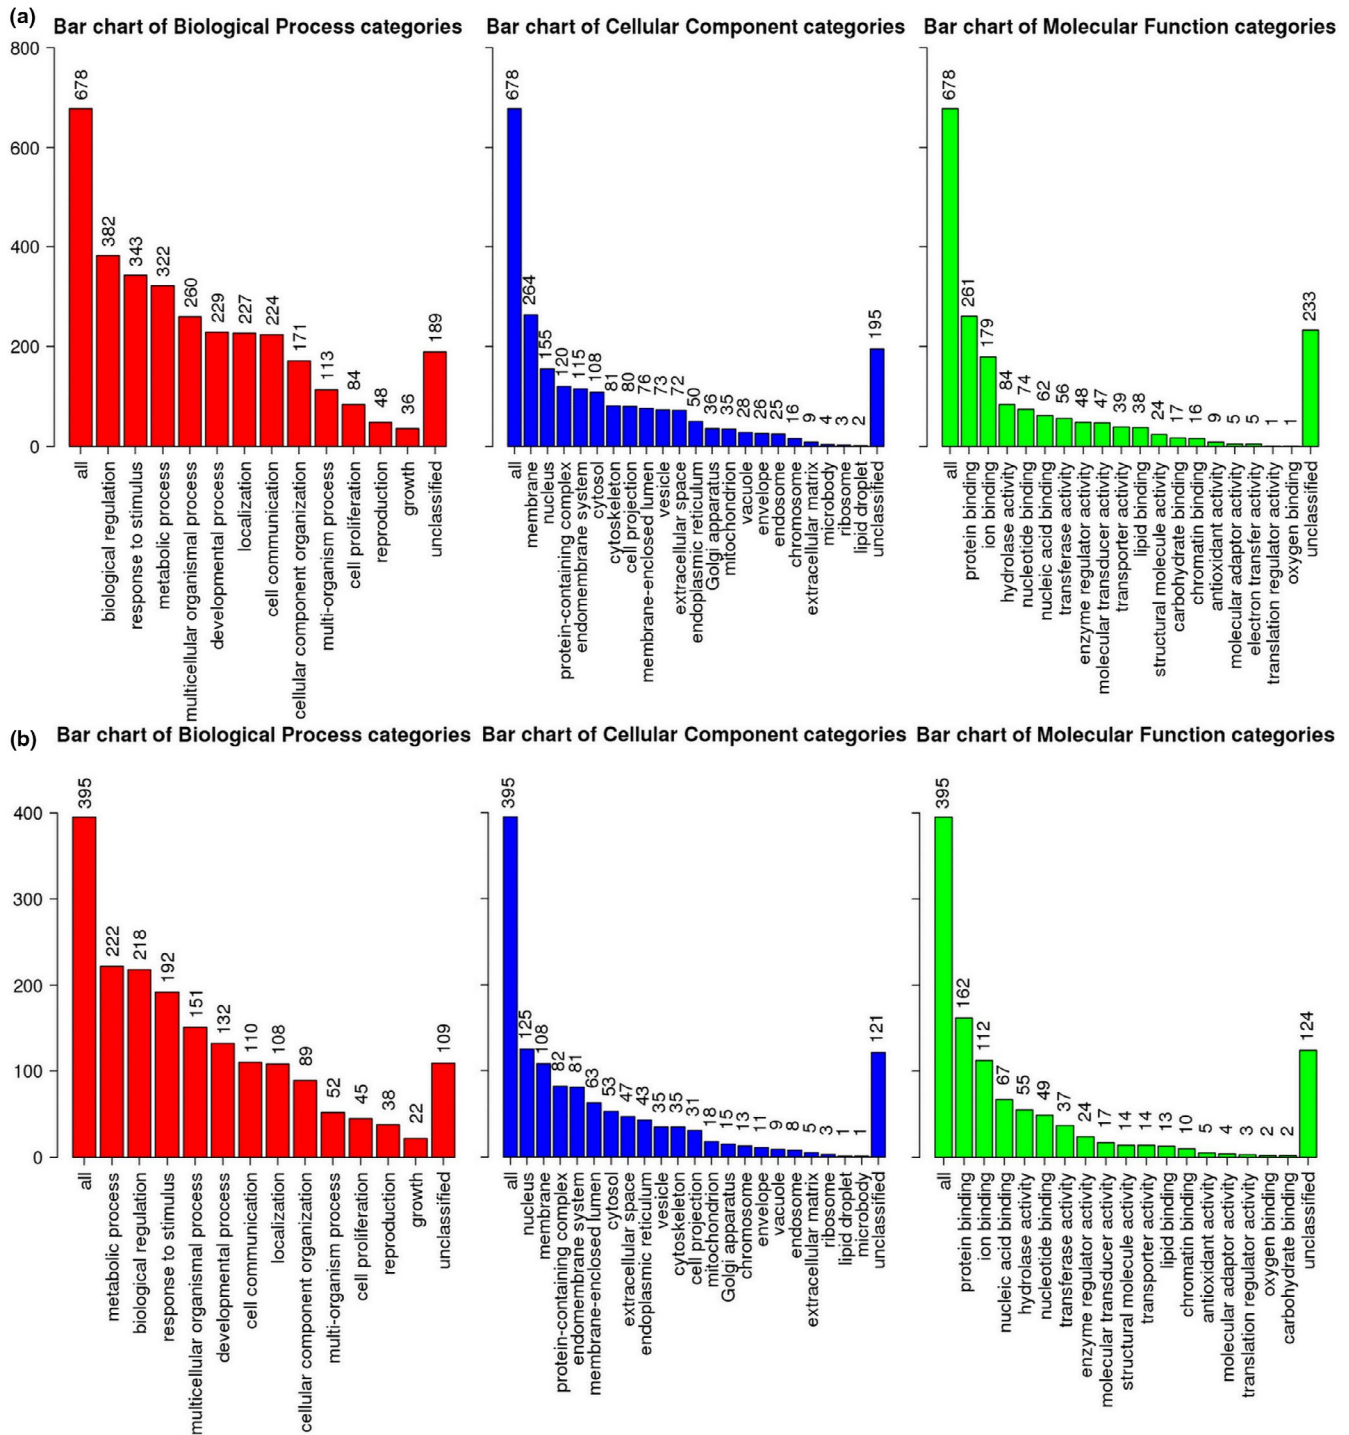 (a)
Bar chart of Biological Process categories
800
600
400
200
0
678
382
343
322
260
229
227
224
171
113
84
48
36
189
all
biological regulation
response to stimulus
metabolic process
multicellular organismal process
developmental process
localization
cell communication
cellular component organization
multi-organism process
cell proliferation
reproduction
growth
unclassified
Bar chart of Cellular Component categories
678
264
155
120
115
108
81
80
76
73
72
50
36
35
28
26
25
16
9
4
3
2
195
all
membrane
nucleus
protein-containing complex
endomembrane system
cytosol
cytoskeleton
cell projection
membrane-enclosed lumen
vesicle
extracellular space
endoplasmic reticulum
Golgi apparatus
mitochondrion
vacuole
envelope
endosome
chromosome
extracellular matrix
microbody
ribosome
lipid droplet
unclassified
Bar chart of Molecular Function categories
678
261
179
84
74
62
56
48
47
39
38
24
17
16
9
5
5
1
1
233
all
protein binding
ion binding
hydrolase activity
nucleotide binding
nucleic acid binding
transferase activity
enzyme regulator activity
molecular transducer activity
transporter activity
lipid binding
structural molecule activity
carbohydrate binding
chromatin binding
antioxidant activity
molecular adaptor activity
electron transfer activity
translation regulator activity
oxygen binding
unclassified
(b)
Bar chart of Biological Process categories
400
300
200
100
0
395
222
218
192
151
132
110
108
89
52
45
38
22
109
all
metabolic process
biological regulation
response to stimulus
multicellular organismal process
developmental process
cell communication
localization
cellular component organization
multi-organism process
cell proliferation
reproduction
growth
unclassified
Bar chart of Cellular Component categories
395
125
108
82
81
63
53
47
43
35
35
31
18
15
13
11
9
8
5
3
1
1
121
all
nucleus
membrane
protein-containing complex
endomembrane system
membrane-enclosed lumen
cytosol
extracellular space
endoplasmic reticulum
vesicle
cytoskeleton
cell projection
mitochondrion
Golgi apparatus
chromosome
envelope
vacuole
endosome
extracellular matrix
ribosome
lipid droplet
microbody
unclassified
Bar chart of Molecular Function categories
395
162
112
67
55
49
37
24
17
14
14
13
10
5
4
3
2
2
124
all
protein binding
ion binding
nucleic acid binding
hydrolase activity
nucleotide binding
transferase activity
enzyme regulator activity
molecular transducer activity
structural molecule activity
transporter activity
lipid binding
chromatin binding
antioxidant activity
molecular adaptor activity
translation regulator activity
oxygen binding
carbohydrate binding
unclassified